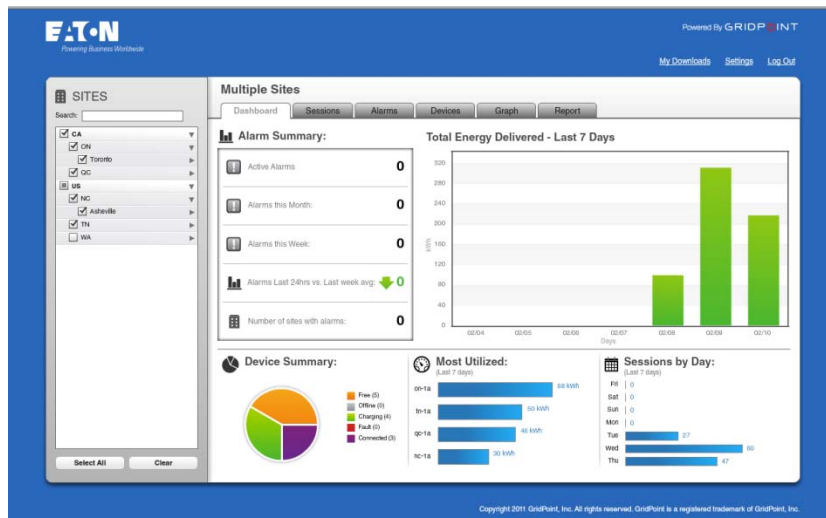 EATON
Powering Business Worldwide
Powered By GRIDPOINT
My Downloads Settings Log Out
SITES
Search:
CA
ON
Toronto
QC
US
NC
Asheville
TN
WA
Select All Clear
Multiple Sites
Dashboard Sessions Alarms Devices Graph Report
Alarm Summary:
Active Alarms 0
Alarms this Month: 0
Alarms this Week: 0
Alarms Last 24hrs vs. Last week avg: 0
Number of sites with alarms: 0
Total Energy Delivered - Last 7 Days
320
280
240
200
160
120
80
40
0
kWh
02/04 02/05 02/06 02/07 02/08 02/09 02/10
Days
Device Summary:
Free (5)
Offline (0)
Charging (4)
Fault (0)
Connected (3)
Most Utilized:
(Last 7 days)
on-1a 68 kWh
tn-1a 50 kWh
qc-1a 46 kWh
nc-1a 30 kWh
Sessions by Day:
(Last 7 days)
Fri 0
Sat 0
Sun 0
Mon 0
Tue 27
Wed 60
Thu 47
Copyright 2011 GridPoint, Inc. All rights reserved. GridPoint is a registered trademark of GridPoint, Inc.